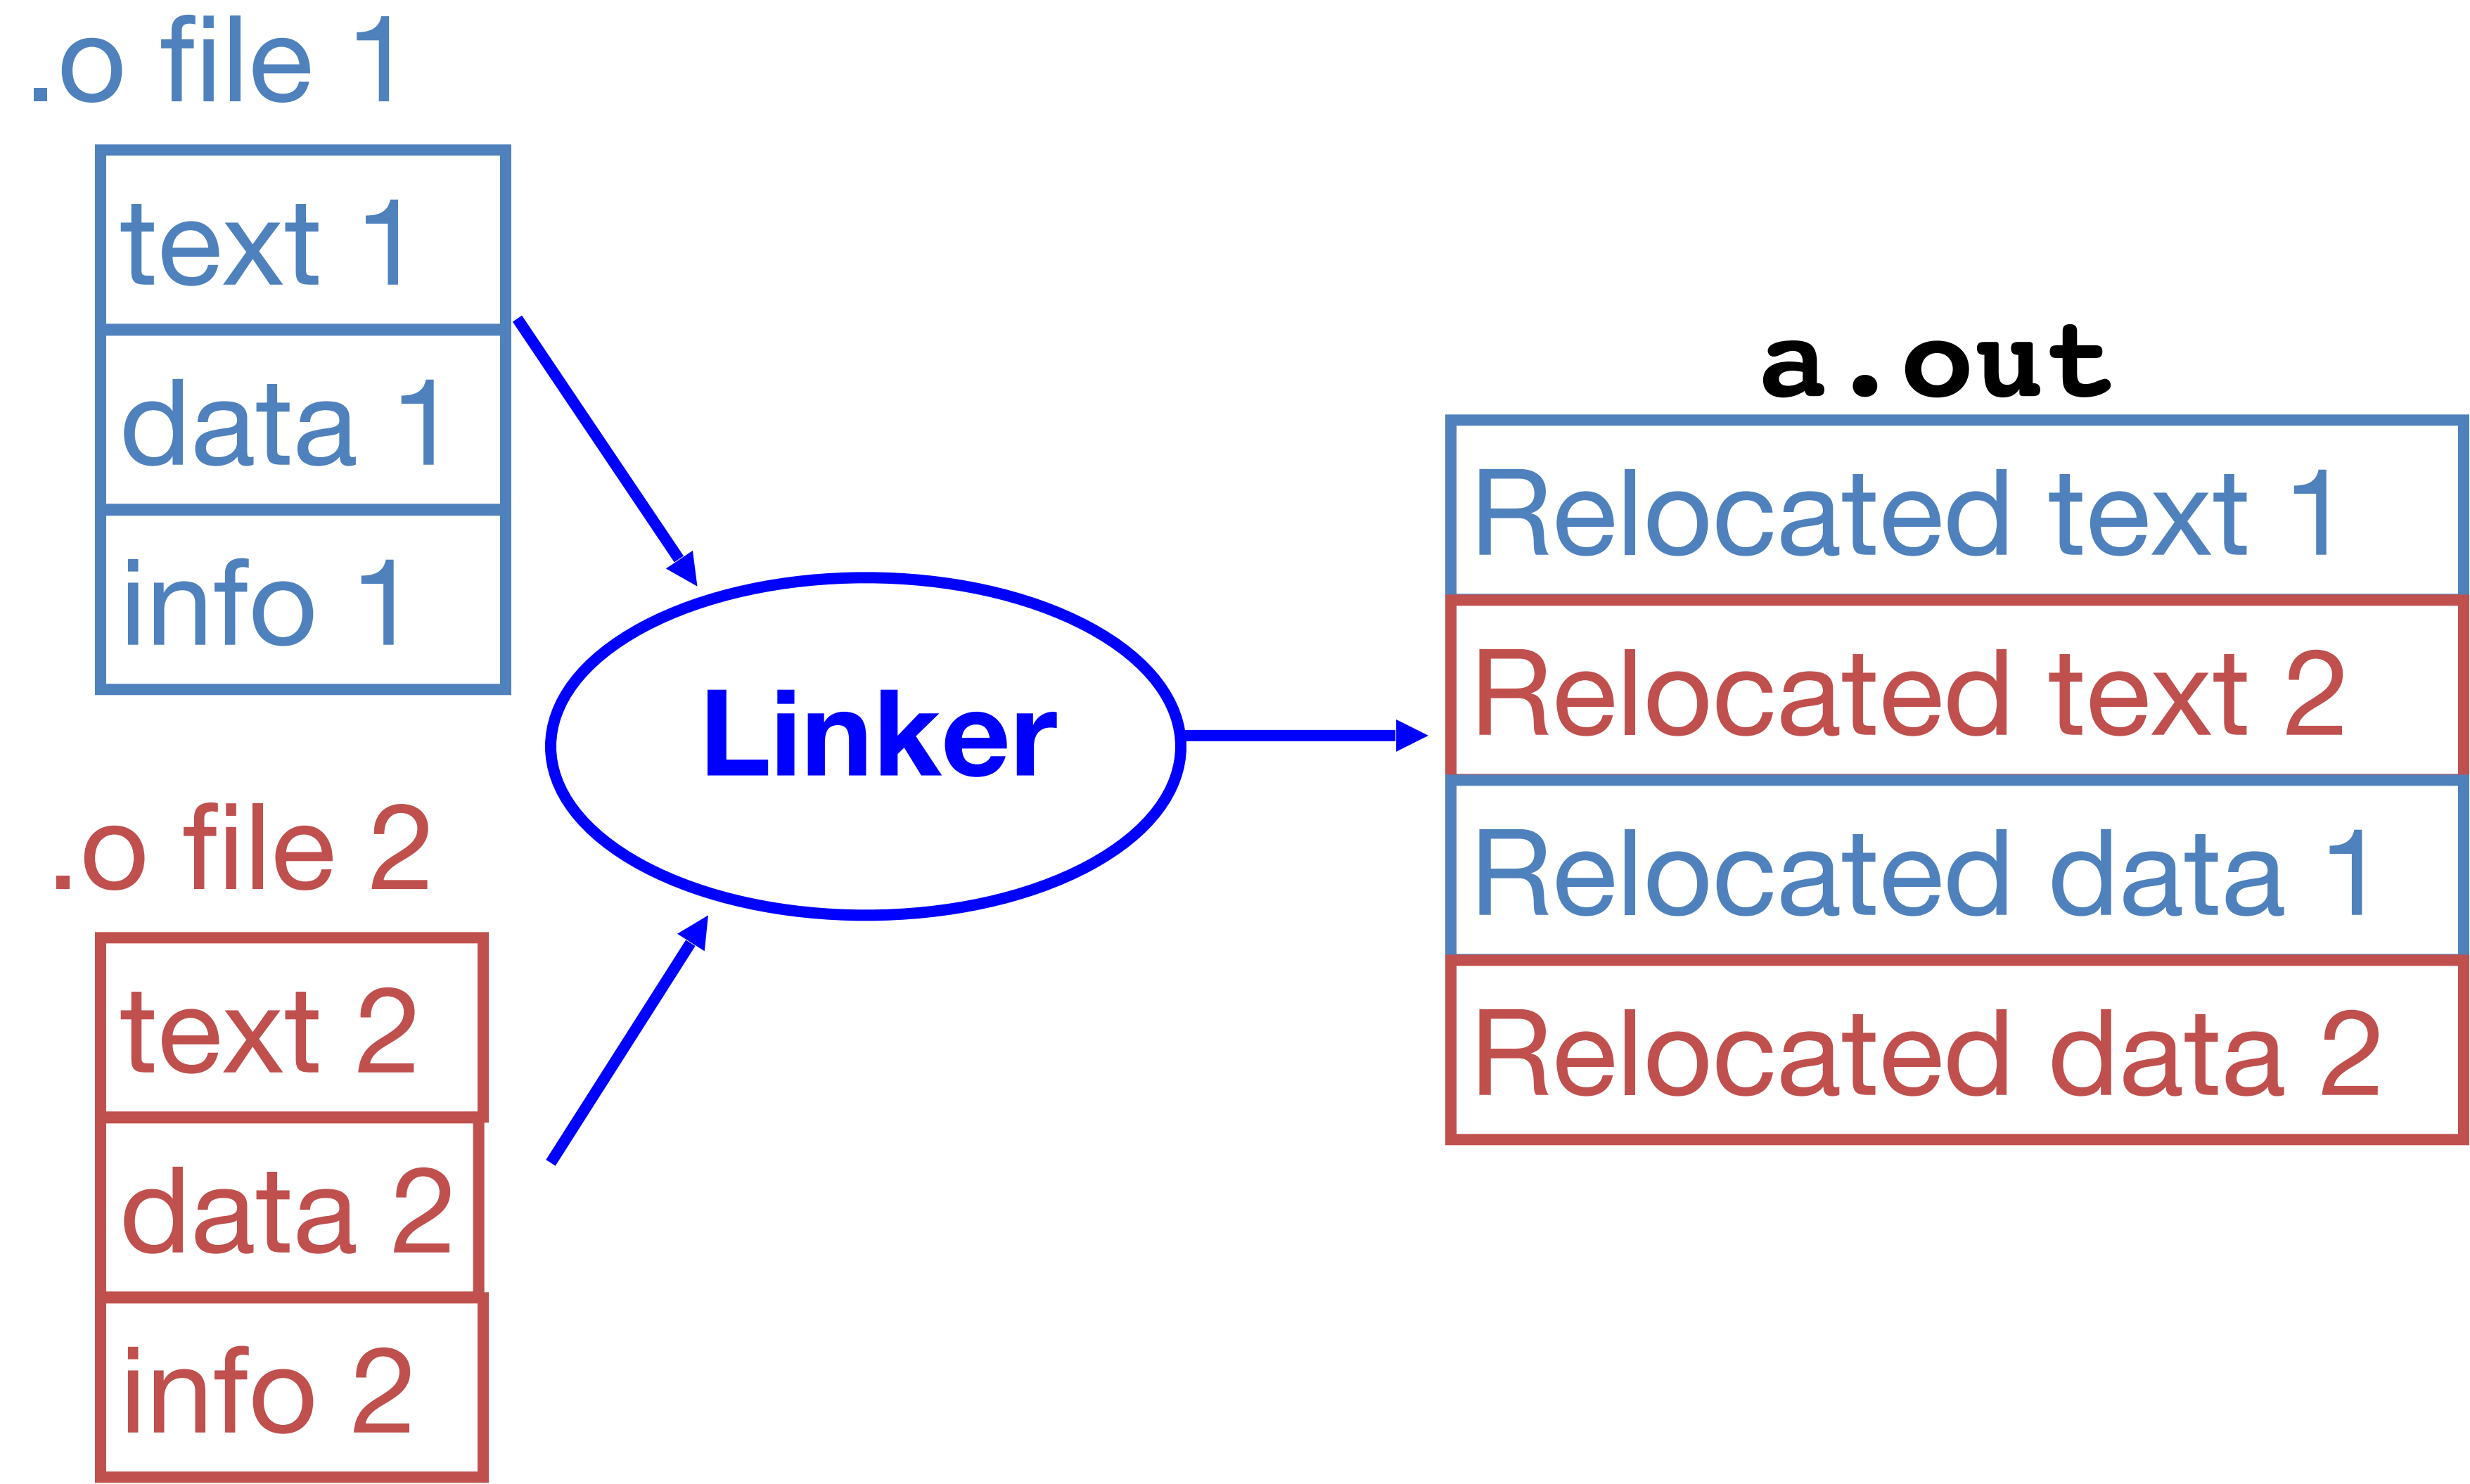 .o file 1
text 1
data 1
info 1
.o file 2
text 2
data 2
info 2
Linker
a.out
Relocated text 1
Relocated text 2
Relocated data 1
Relocated data 2